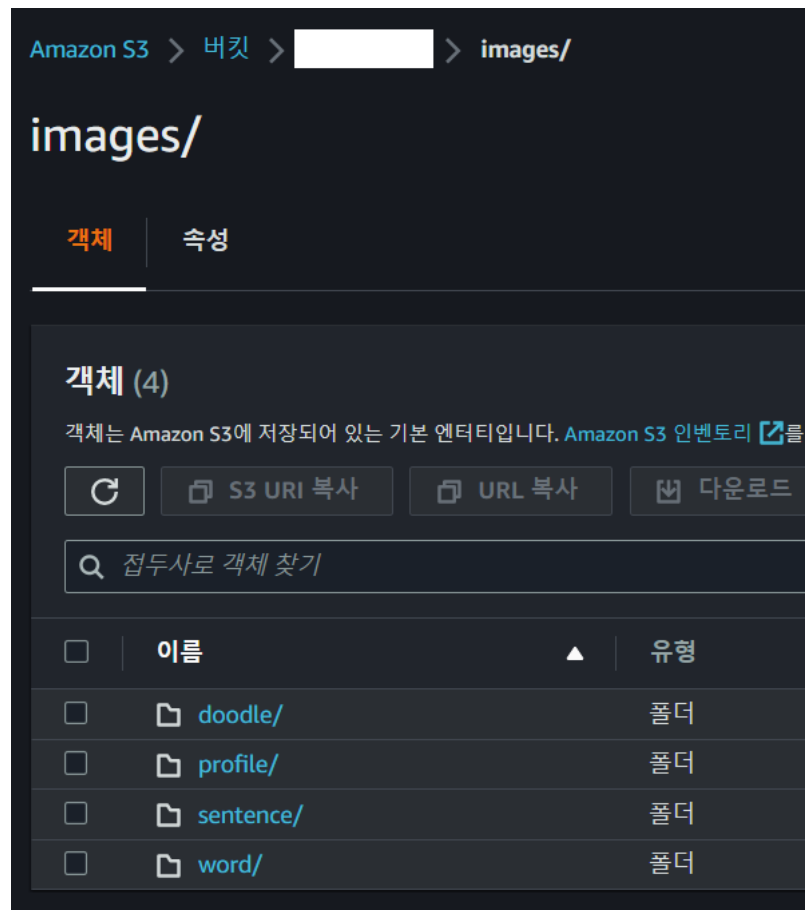 Amazon S3 > 버킷 > > images/
images/
객체 속성
객체 (4)
객체는 Amazon S3에 저장되어 있는 기본 엔터티입니다. Amazon S3 인벤토리 를
S3 URI 복사 URL 복사 다운로드
접두사로 객체 찾기
이름 유형
doodle/ 폴더
profile/ 폴더
sentence/ 폴더
word/ 폴더